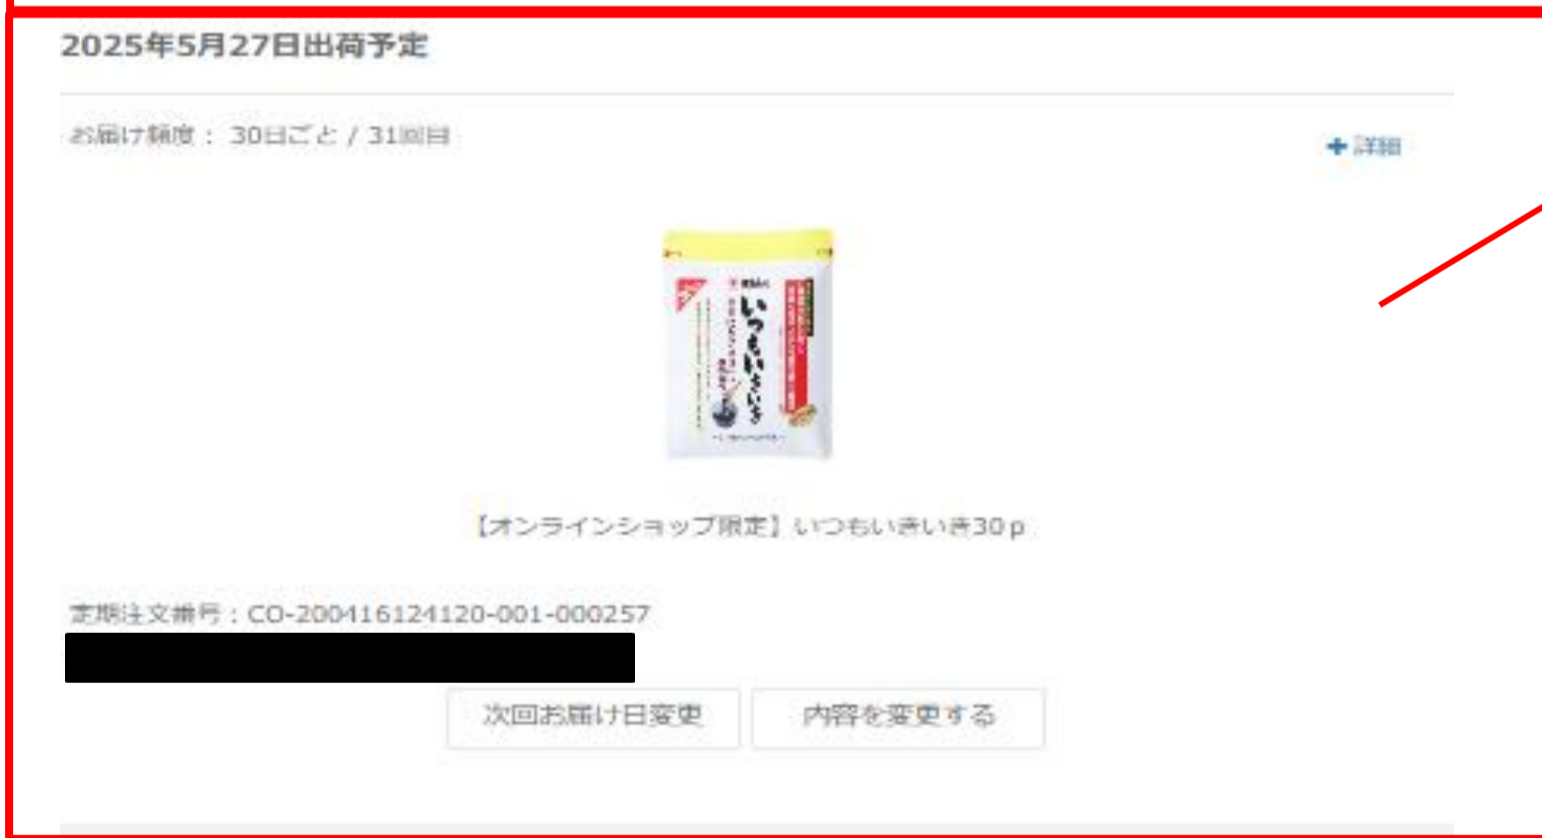 2025年5月27日出荷予定
お届け頻度： 30日ごと / 31回目
+ 詳細
いつもいきいき
【オンラインショップ限定】いつもいきいき30p
定期注文番号：CO-200416124120-001-000257
次回お届け日変更
内容を変更する